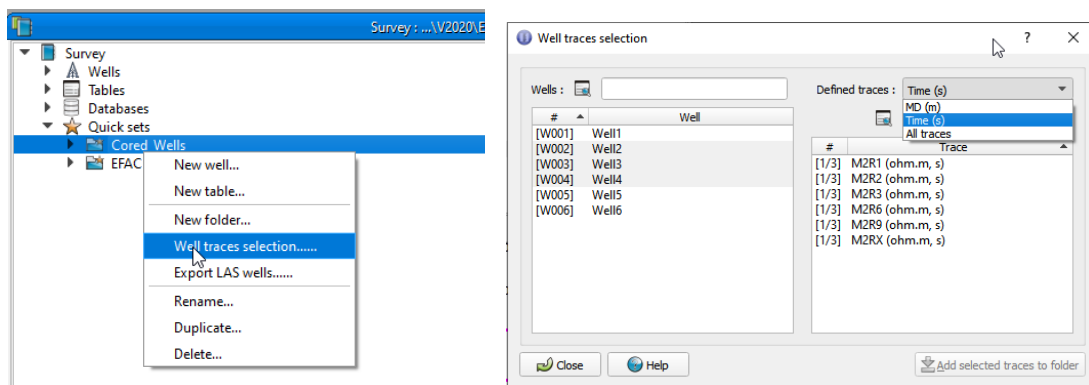 Survey : ...\V2020\E
Survey
Wells
Tables
Databases
Quick sets
Cored_Wells
EFAC
New well...
New table...
New folder...
Well traces selection......
Export LAS wells......
Rename...
Duplicate...
Delete...
Well traces selection
?
Wells :
Defined traces : Time (s)
MD (m)
Time (s)
All traces
# Well
[W001] Well1
[W002] Well2
[W003] Well3
[W004] Well4
[W005] Well5
[W006] Well6
# Trace
[1/3] M2R1 (ohm.m, s)
[1/3] M2R2 (ohm.m, s)
[1/3] M2R3 (ohm.m, s)
[1/3] M2R6 (ohm.m, s)
[1/3] M2R9 (ohm.m, s)
[1/3] M2RX (ohm.m, s)
Close
Help
Add selected traces to folder